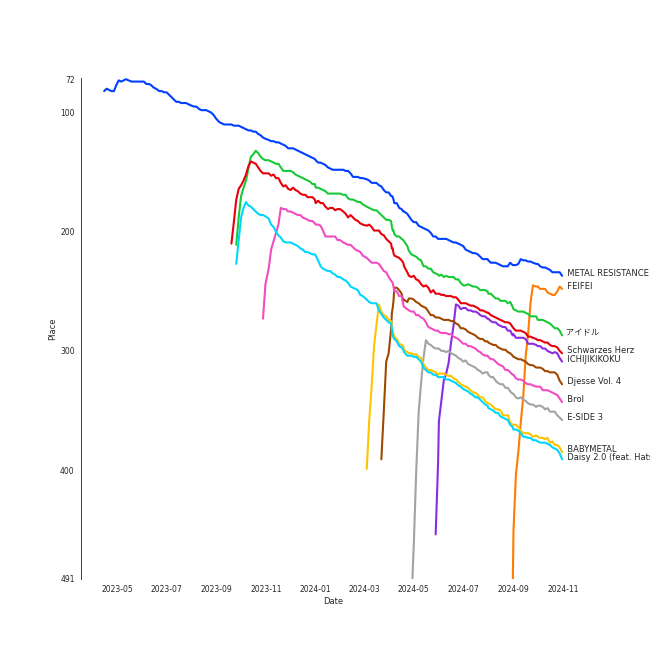 72
100
200
300
400
491
Place
2023-05 2023-07 2023-09 2023-11 2024-01 2024-03 2024-05 2024-07 2024-09 2024-11
Date
METAL RESISTANCE
FEIFEI
アイドル
Schwarzes Herz
ICHIJIKIKOKU
Djesse Vol. 4
Brol
E-SIDE 3
BABYMETAL
Daisy 2.0 (feat. Hats